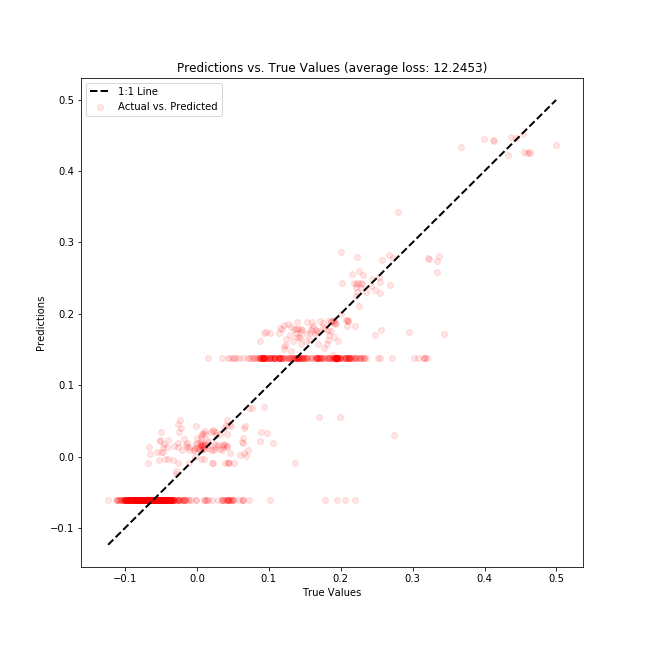 Predictions vs. True Values (average loss: 12.2453)
1:1 Line
Actual vs. Predicted
0.5
0.4
0.3
0.2
0.1
0.0
−0.1
Predictions
−0.1 0.0 0.1 0.2 0.3 0.4 0.5
True Values